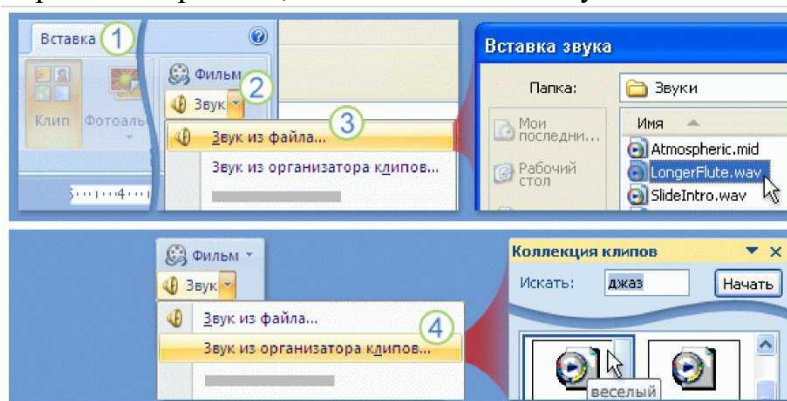 Вставка 1
2
Фильм
Звук
Клип
3
Звук из файла...
Звук из организатора клипов...
Вставка звука
Папка:
Звуки
Мои последни...
Рабочий стол
Имя
Atmospheric.mid
LongerFlute.wav
SlideIntro.wav
Фильм
Звук
Звук из файла...
4
Звук из организатора клипов...
Коллекция клипов
Искать:
джаз
Начать
веселый